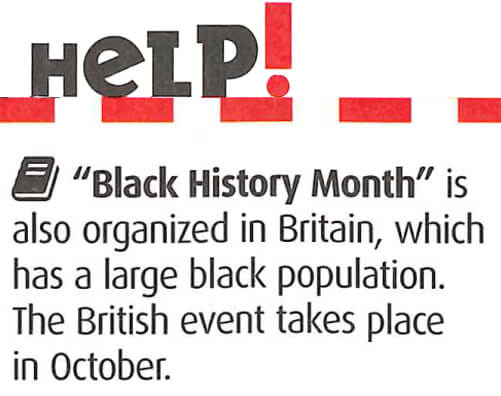 HeLP!
"Black History Month" is
also organized in Britain, which
has a large black population.
The British event takes place
in October.